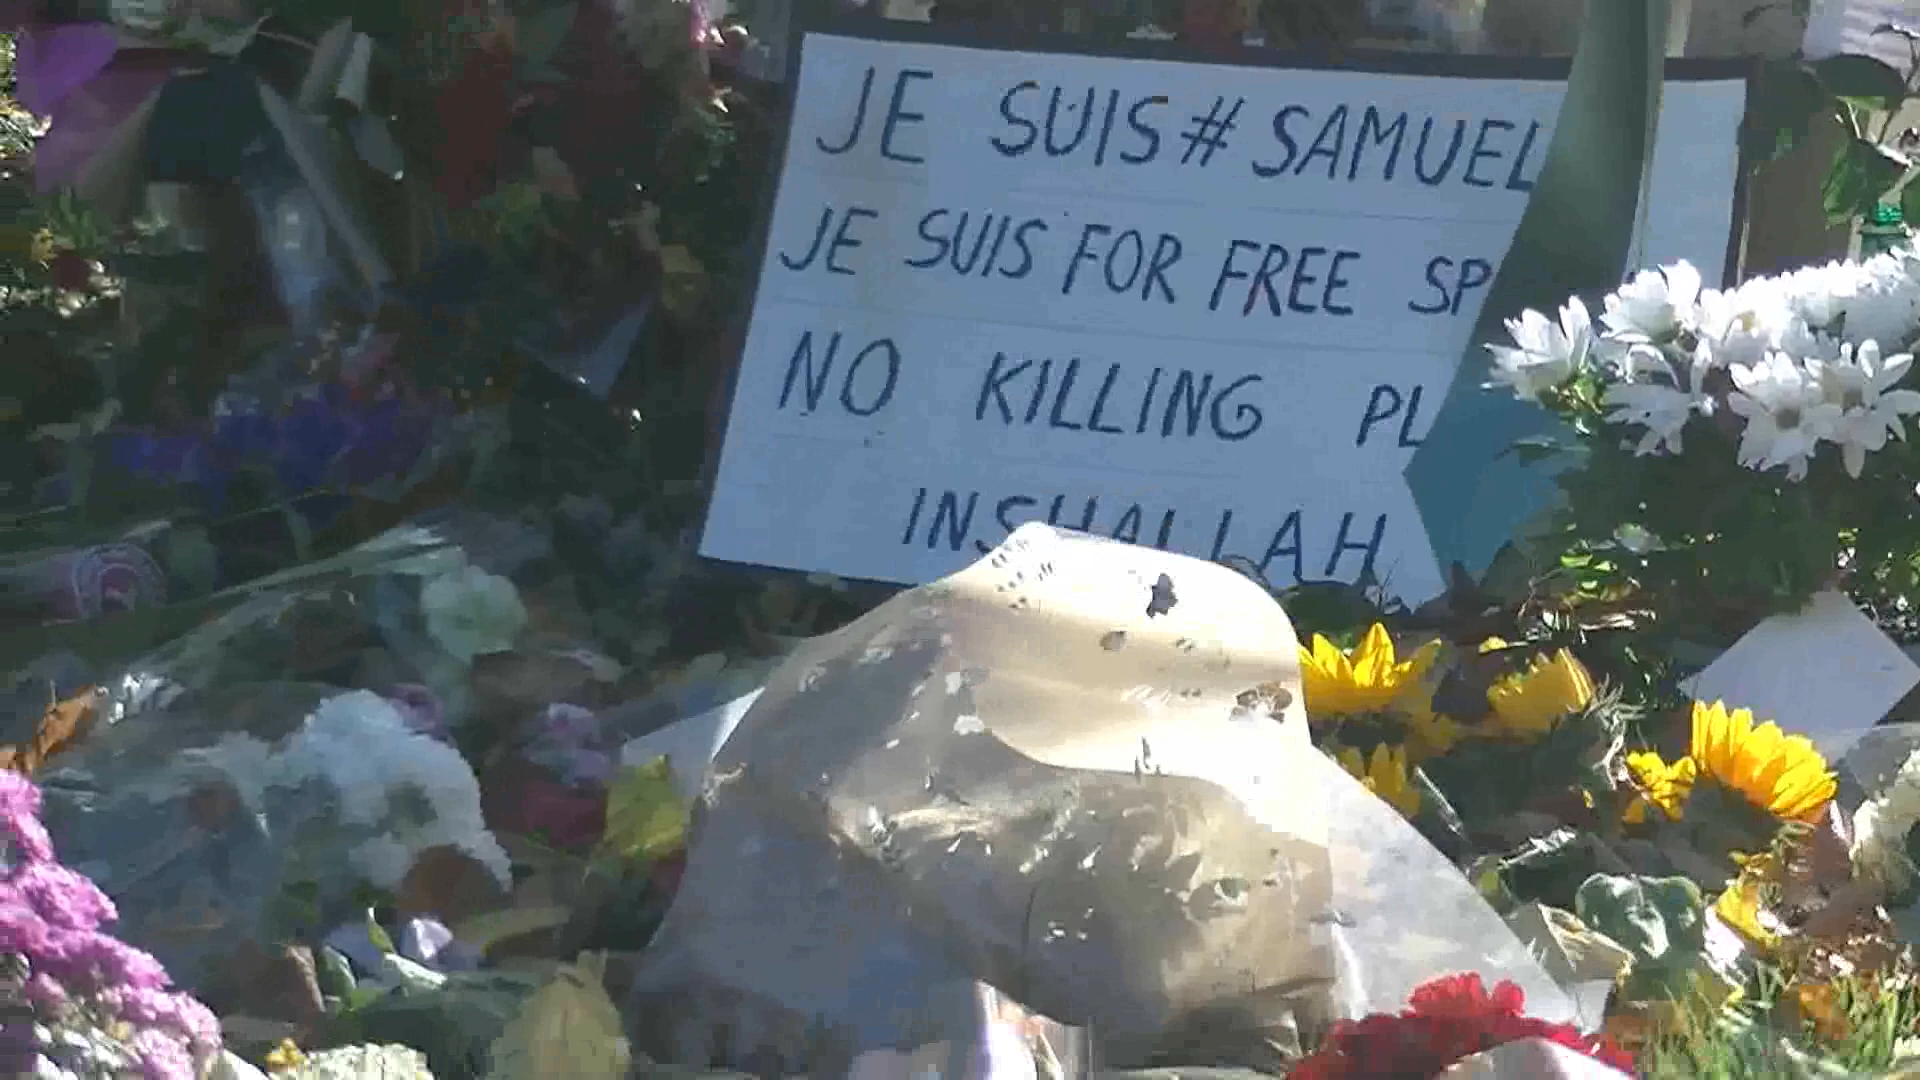 JE SUIS # SAMUEL
JE SUIS FOR FREE SP
NO KILLING PL
INSHALLAH